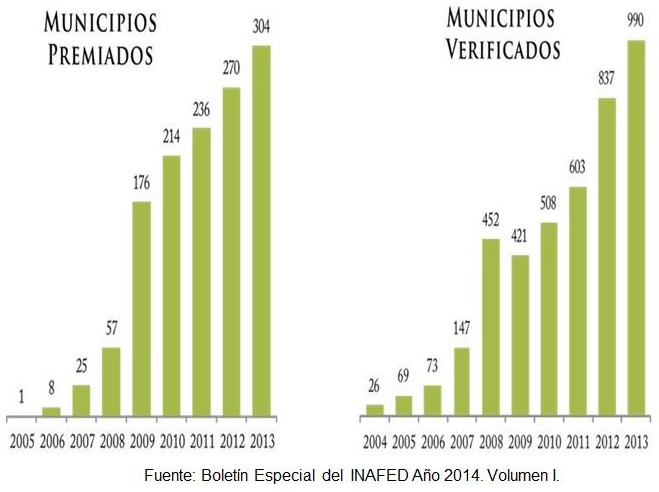 MUNICIPIOS
PREMIADOS
1
8
25
57
176
214
236
270
304
2005 2006 2007 2008 2009 2010 2011 2012 2013
MUNICIPIOS
VERIFICADOS
26
69
73
147
452
421
508
603
837
990
2004 2005 2006 2007 2008 2009 2010 2011 2012 2013
Fuente: Boletín Especial del INAFED Año 2014. Volumen I.